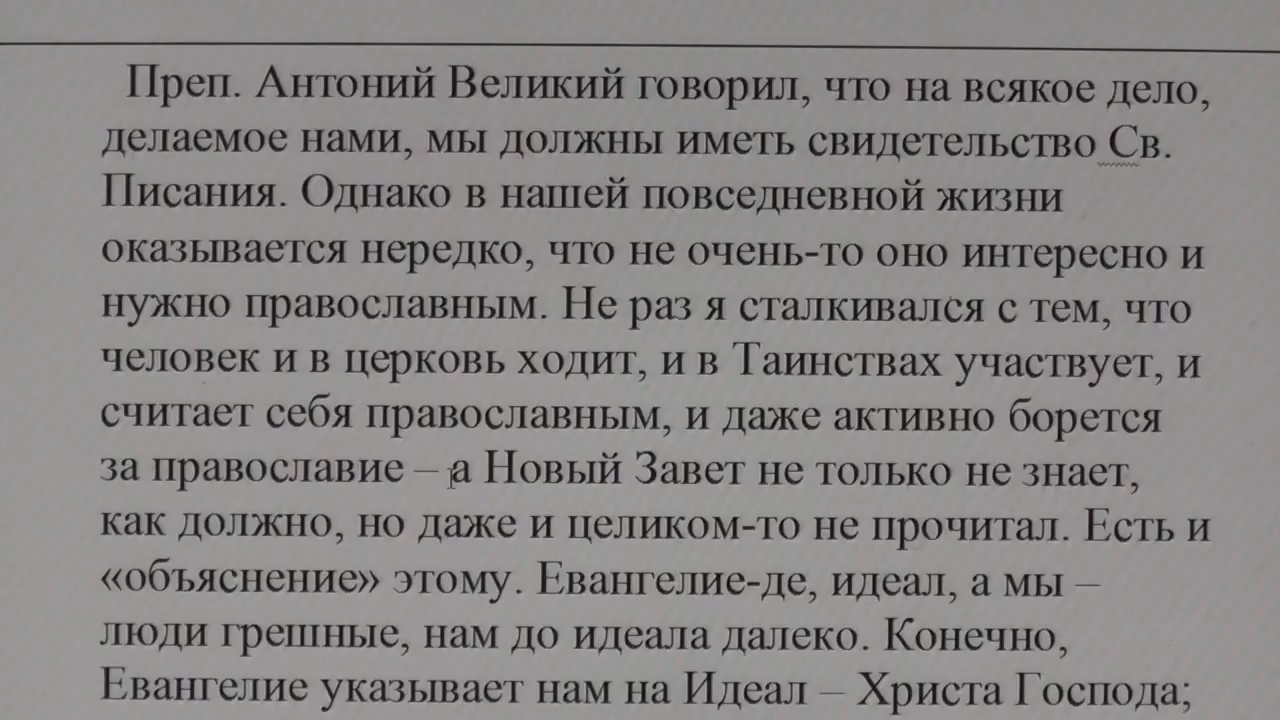 Преп. Антоний Великий говорил, что на всякое дело,
делаемое нами, мы должны иметь свидетельство Св.
Писания. Однако в нашей повседневной жизни
оказывается нередко, что не очень-то оно интересно и
нужно православным. Не раз я сталкивался с тем, что
человек и в церковь ходит, и в Таинствах участвует, и
считает себя православным, и даже активно борется
за православие – а Новый Завет не только не знает,
как должно, но даже и целиком-то не прочитал. Есть и
«объяснение» этому. Евангелие-де, идеал, а мы –
люди грешные, нам до идеала далеко. Конечно,
Евангелие указывает нам на Идеал – Христа Господа;